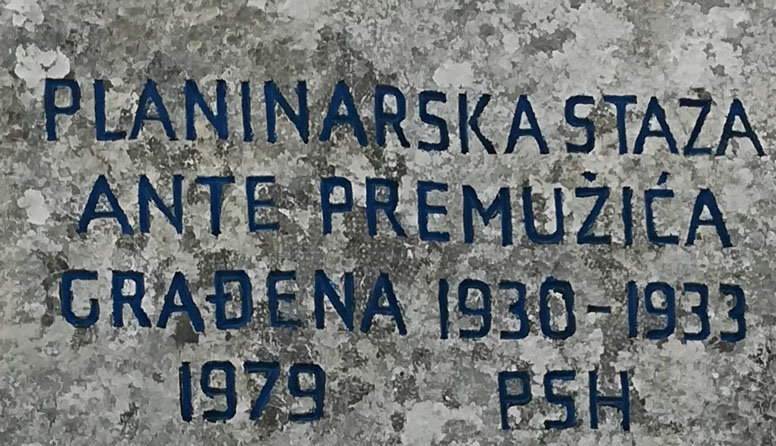 PLANINARSKA STAZA
ANTE PREMUŽIĆA
GRAĐENA 1930-1933
1979 PSH